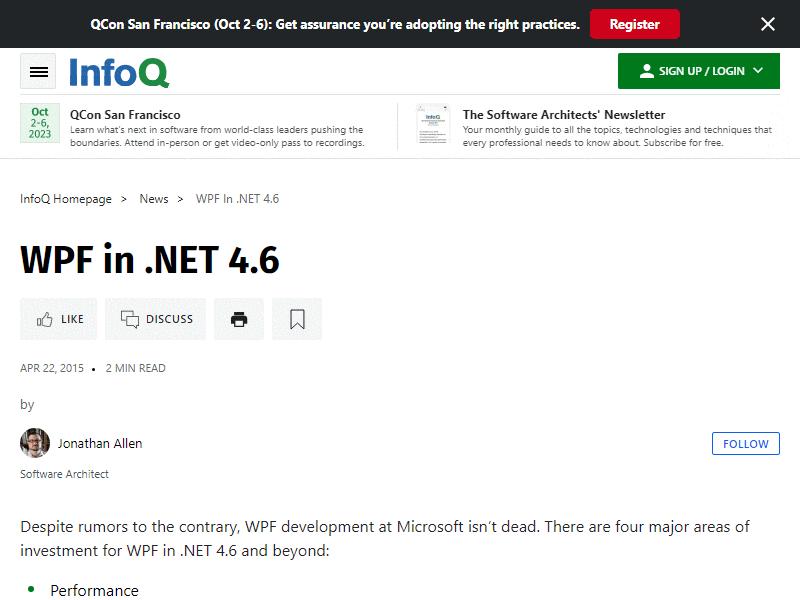 QCon San Francisco (Oct 2-6): Get assurance you’re adopting the right practices. Register
InfoQ
SIGN UP / LOGIN
Oct
2-6,
2023
QCon San Francisco
Learn what's next in software from world-class leaders pushing the
boundaries. Attend in-person or get video-only pass to recordings.
The Software Architects' Newsletter
Your monthly guide to all the topics, technologies and techniques that
every professional needs to know about. Subscribe for free.
InfoQ Homepage > News > WPF In .NET 4.6
WPF in .NET 4.6
LIKE DISCUSS
APR 22, 2015 • 2 MIN READ
by
Jonathan Allen
FOLLOW
Software Architect
Despite rumors to the contrary, WPF development at Microsoft isn’t dead. There are four major areas of
investment for WPF in .NET 4.6 and beyond:
• Performance